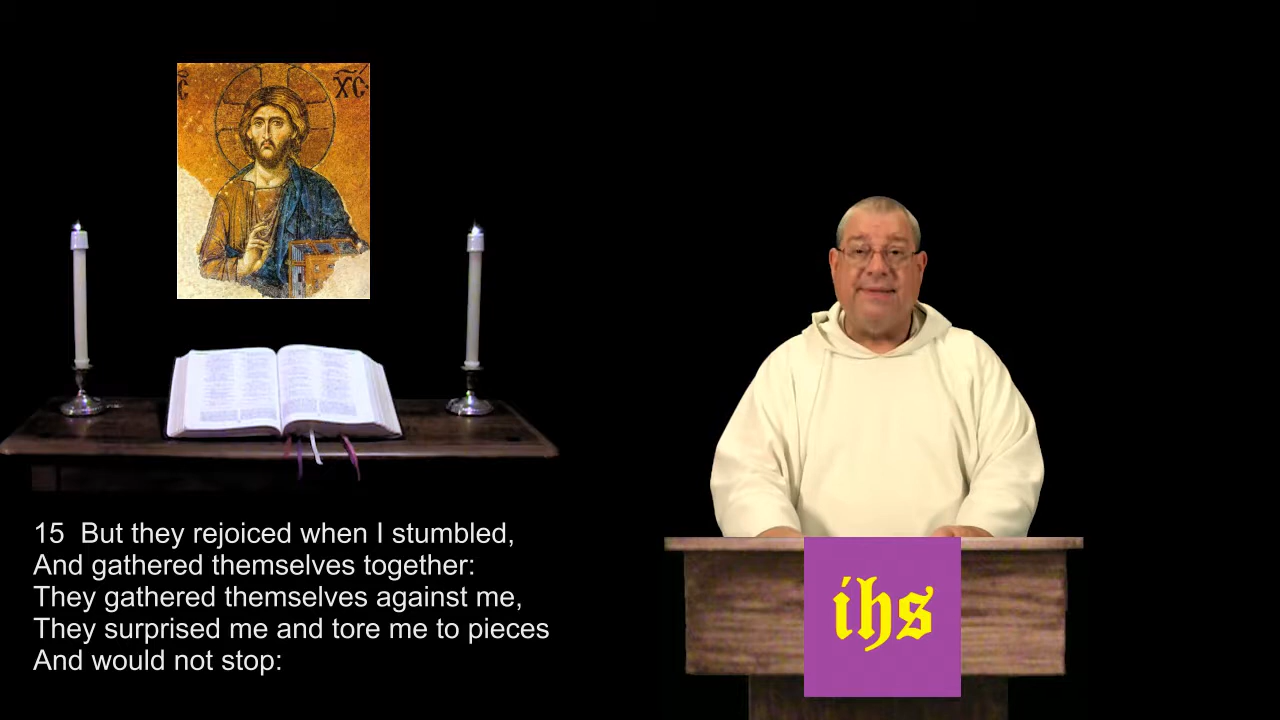 C
XC
15 But they rejoiced when I stumbled,
And gathered themselves together:
They gathered themselves against me,
They surprised me and tore me to pieces
And would not stop:
ihs